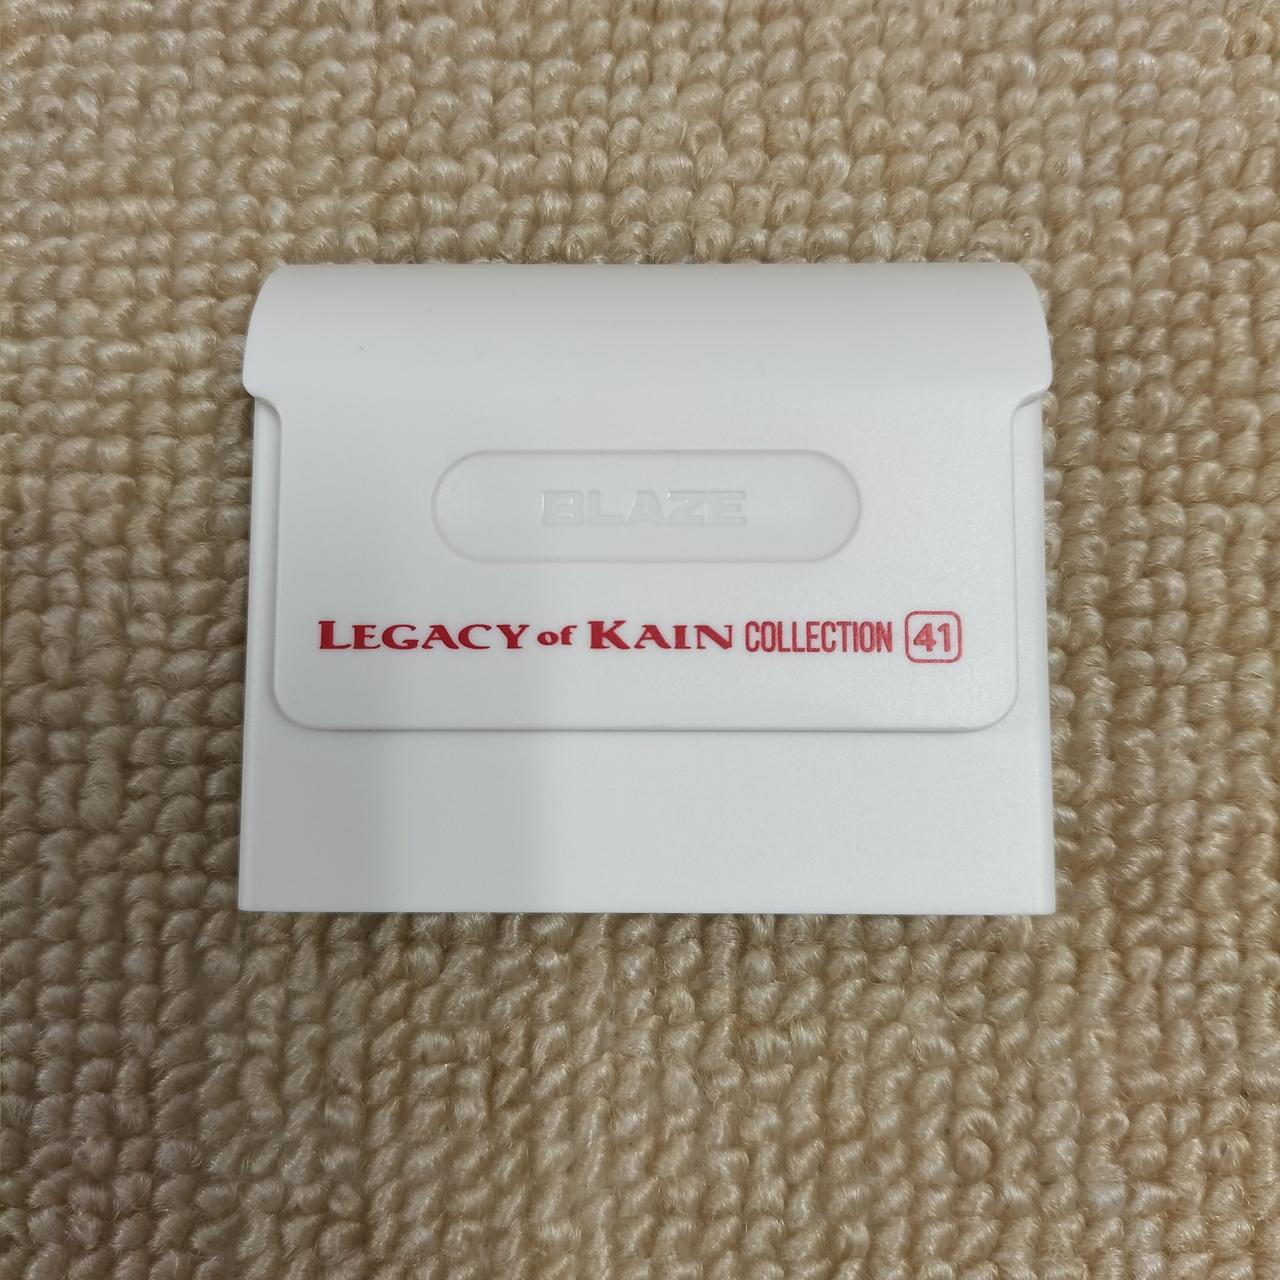 BLAZE
LEGACY of KAIN COLLECTION 41